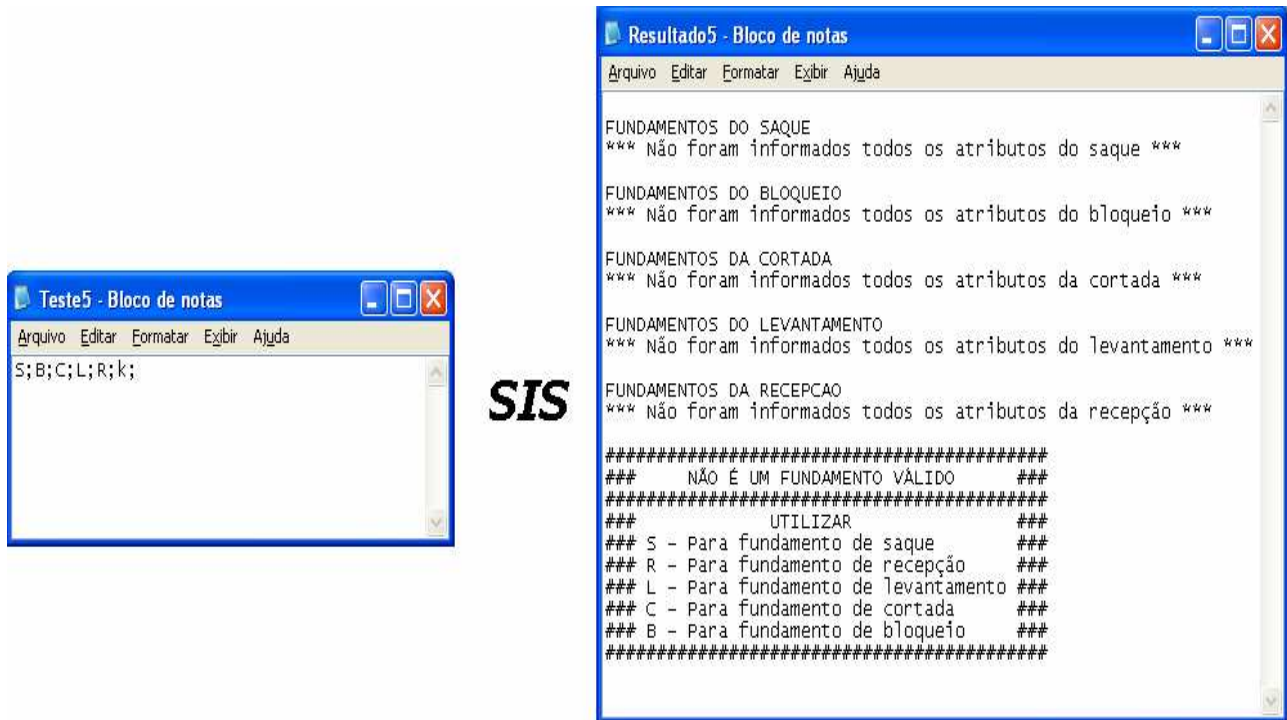 Teste5 - Bloco de notas
Arquivo Editar Formatar Exibir Ajuda
S;B;C;L;R;k;
SIS
Resultado5 - Bloco de notas
Arquivo Editar Formatar Exibir Ajuda
FUNDAMENTOS DO SAQUE
*** Não foram informados todos os atributos do saque ***
FUNDAMENTOS DO BLOQUEIO
*** Não foram informados todos os atributos do bloqueio ***
FUNDAMENTOS DA CORTADA
*** Não foram informados todos os atributos da cortada ***
FUNDAMENTOS DO LEVANTAMENTO
*** Não foram informados todos os atributos do levantamento ***
FUNDAMENTOS DA RECEPCAO
*** Não foram informados todos os atributos da recepção ***
##########################################
### NÃO É UM FUNDAMENTO VÁLIDO ###
##########################################
### UTILIZAR ###
### S - Para fundamento de saque ###
### R - Para fundamento de recepção ###
### L - Para fundamento de levantamento ###
### C - Para fundamento de cortada ###
### B - Para fundamento de bloqueio ###
##########################################